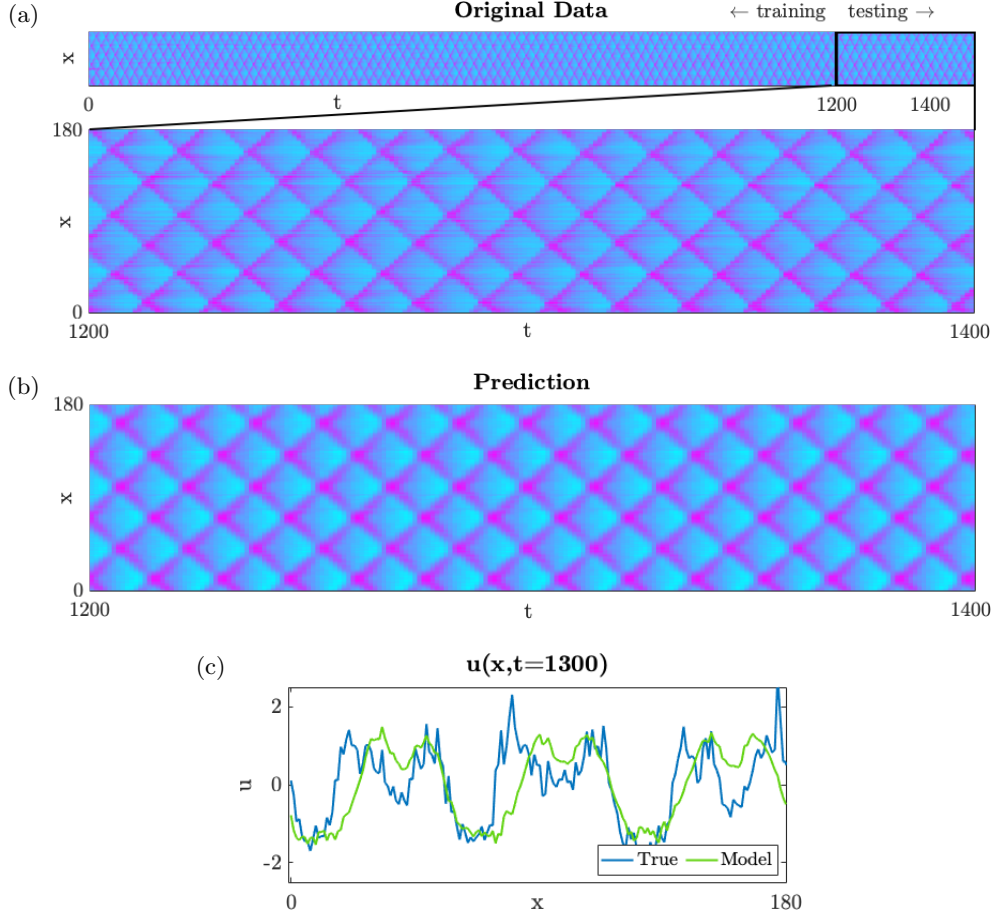 (a)
Original Data
← training testing →
x
0 t 1200 1400
180
x
0
1200 t 1400
(b)
Prediction
180
x
0
1200 t 1400
(c)
u(x,t=1300)
2
u
0
-2
True Model
0 x 180